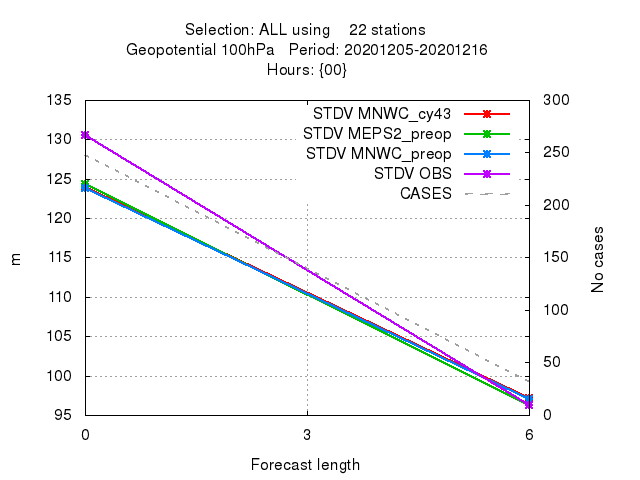 Selection: ALL using    22 stations
Geopotential 100hPa   Period: 20201205-20201216
Hours: {00}
135 300
STDV MNWC_cy43
130 STDV MEPS2_preop
STDV MNWC_preop 250
125 STDV OBS
CASES
120 200
m 115 150 No cases
110
105 100
100 50
95 0
0 3 6
Forecast length